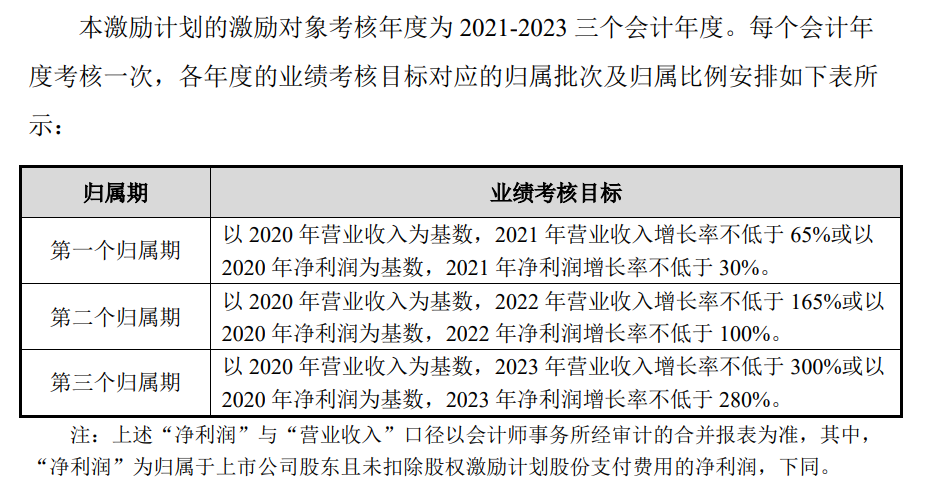 本激励计划的激励对象考核年度为 2021-2023 三个会计年度。每个会计年
度考核一次，各年度的业绩考核目标对应的归属批次及归属比例安排如下表所
示：
归属期 业绩考核目标
第一个归属期
以 2020 年营业收入为基数，2021 年营业收入增长率不低于 65%或以
2020 年净利润为基数，2021 年净利润增长率不低于 30%。
第二个归属期
以 2020 年营业收入为基数，2022 年营业收入增长率不低于 165%或以
2020 年净利润为基数，2022 年净利润增长率不低于 100%。
第三个归属期
以 2020 年营业收入为基数，2023 年营业收入增长率不低于 300%或以
2020 年净利润为基数，2023 年净利润增长率不低于 280%。
注：上述“净利润”与“营业收入”口径以会计师事务所经审计的合并报表为准，其中，
“净利润”为归属于上市公司股东且未扣除股权激励计划股份支付费用的净利润，下同。